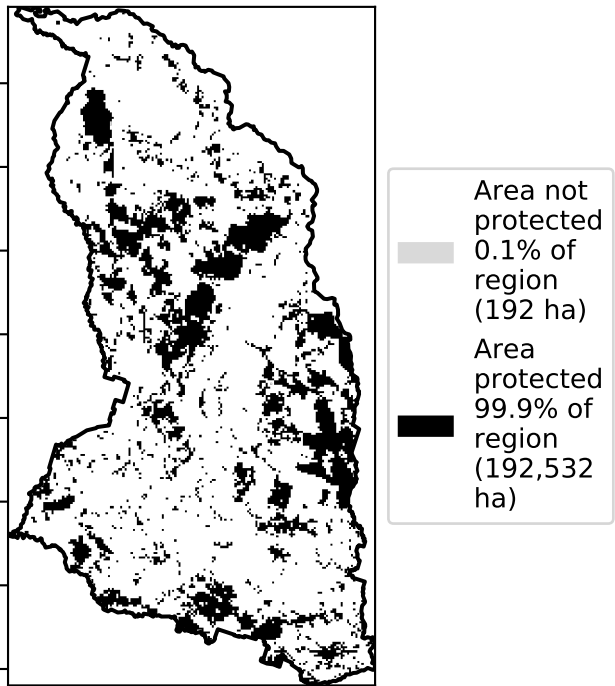 Area not
protected
0.1% of
region
(192 ha)
Area
protected
99.9% of
region
(192,532
ha)